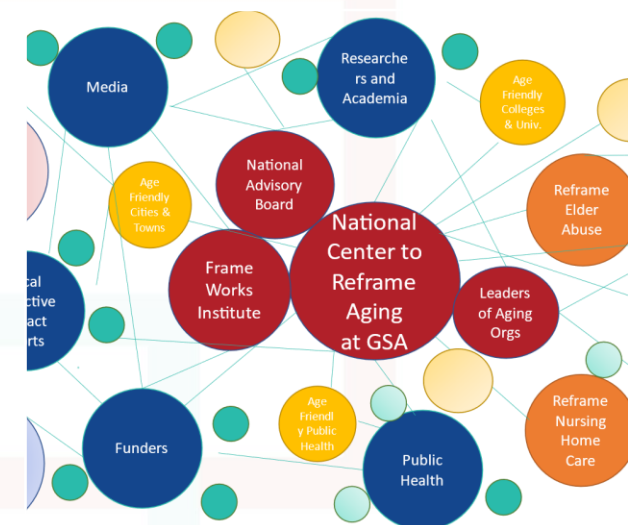 Media
Researche
rs and
Academia
Age
Friendly
Colleges
& Univ.
National
Advisory
Board
Age
Friendly
Cities &
Towns
Reframe
Elder
Abuse
National
Center to
Reframe
Aging
at GSA
Frame
Works
Institute
Leaders
of Aging
Orgs
cal
ctive
act
rts
Age
Friendl
y Public
Health
Reframe
Nursing
Home
Care
Funders
Public
Health